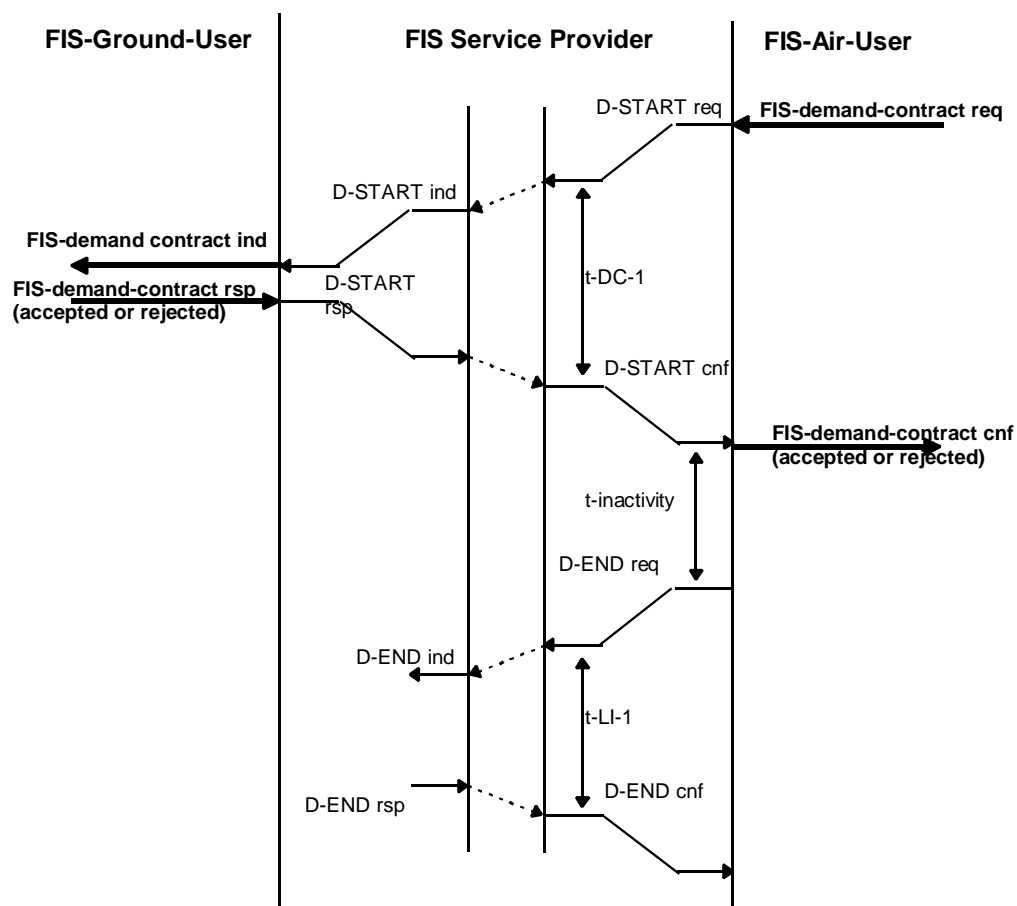 FIS-Ground-User
FIS Service Provider
FIS-Air-User
D-START req
FIS-demand-contract req
D-START ind
FIS-demand contract ind
t-DC-1
FIS-demand-contract rsp
(accepted or rejected)
D-START
rsp
D-START cnf
FIS-demand-contract cnf
(accepted or rejected)
t-inactivity
D-END req
D-END ind
t-LI-1
D-END rsp
D-END cnf